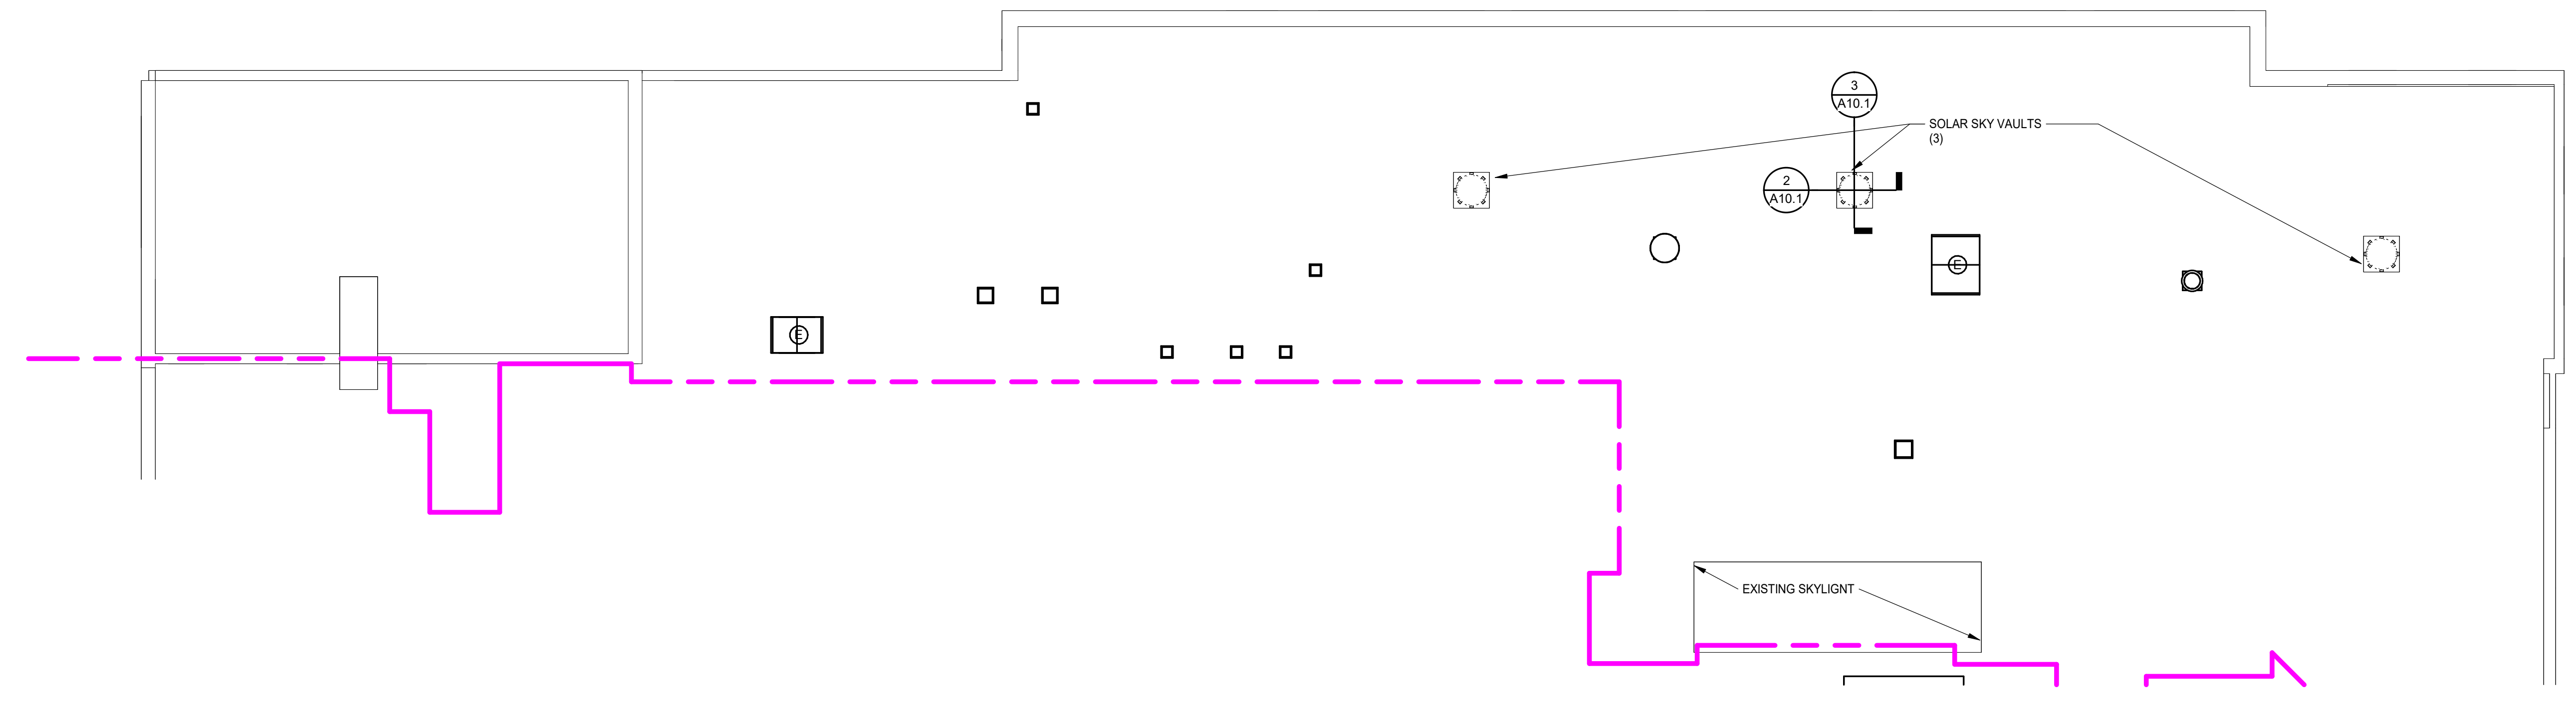 3
A10.1
SOLAR SKY VAULTS
(3)
2
A10.1
E
E
EXISTING SKYLIGNT